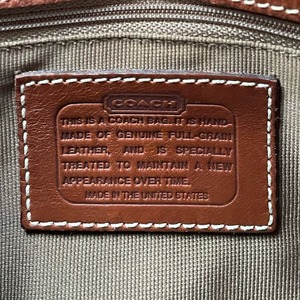 COACH
THIS IS A COACH BAG. IT IS HAND
MADE OF GENUINE FULL-GRAIN
LEATHER, AND IS SPECIALLY
TREATED TO MAINTAIN A NEW
APPEARANCE OVER TIME.
MADE IN THE UNITED STATES